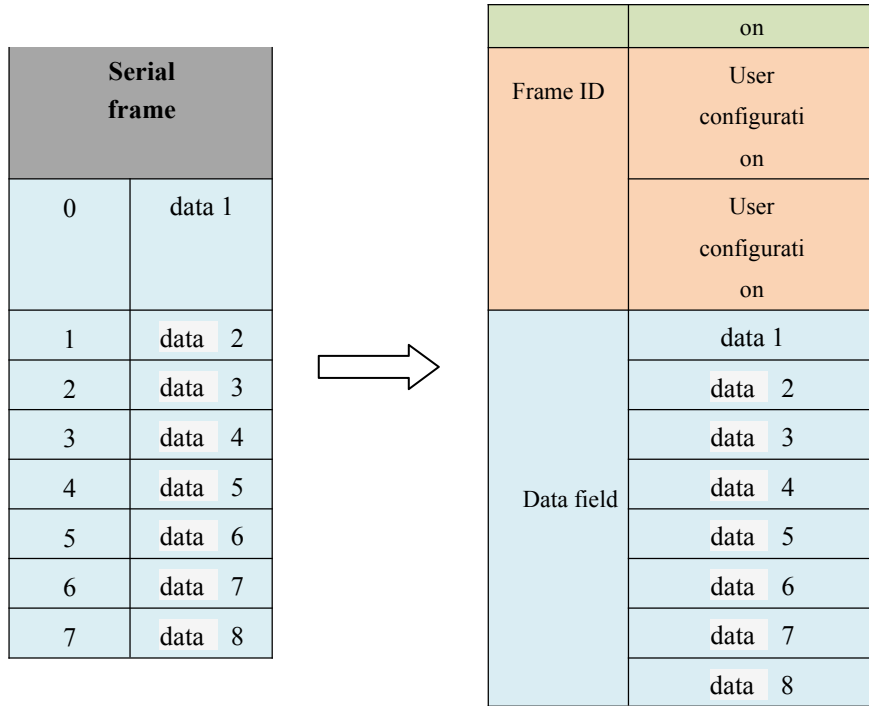 Serial
frame
0 data 1
1 data 2
2 data 3
3 data 4
4 data 5
5 data 6
6 data 7
7 data 8
on
Frame ID
User
configurati
on
User
configurati
on
Data field
data 1
data 2
data 3
data 4
data 5
data 6
data 7
data 8